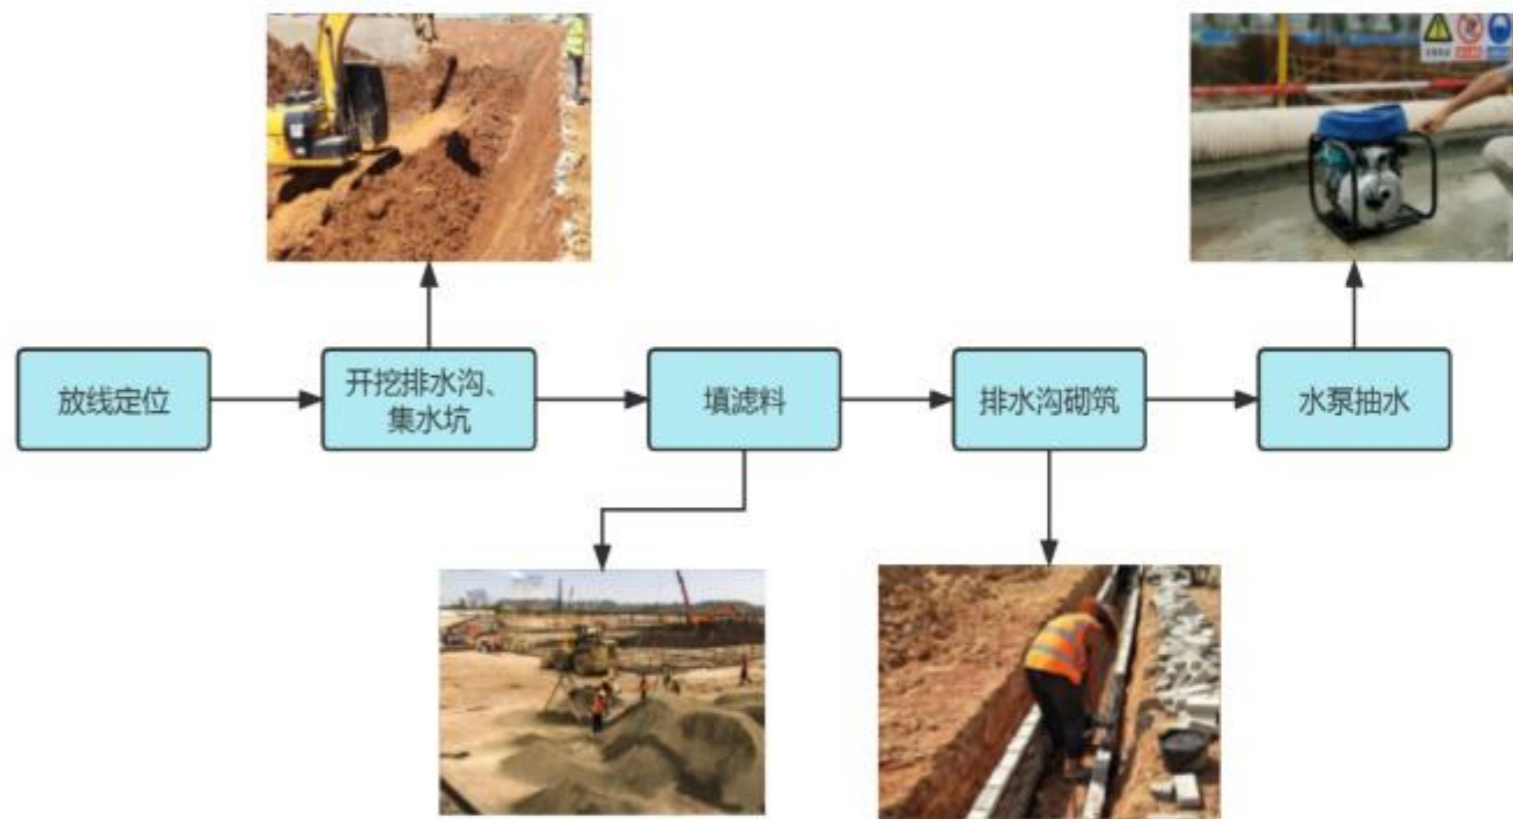 放线定位
开挖排水沟、
集水坑
填滤料
排水沟砌筑
水泵抽水